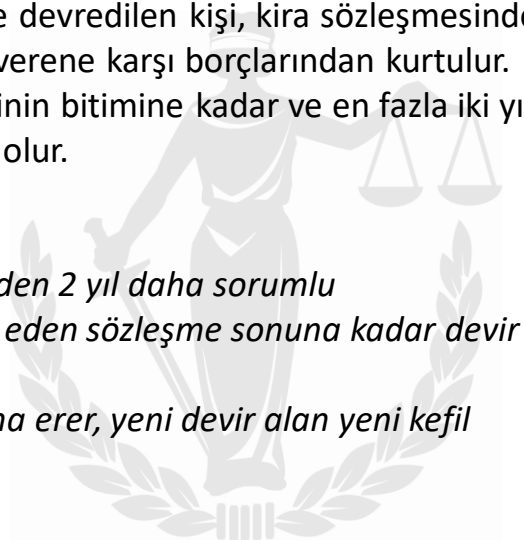 e devredilen kişi, kira sözleşmesinde
verene karşı borçlarından kurtulur.
inin bitimine kadar ve en fazla iki yı
olur.
den 2 yıl daha sorumlu
eden sözleşme sonuna kadar devir
na erer, yeni devir alan yeni kefil